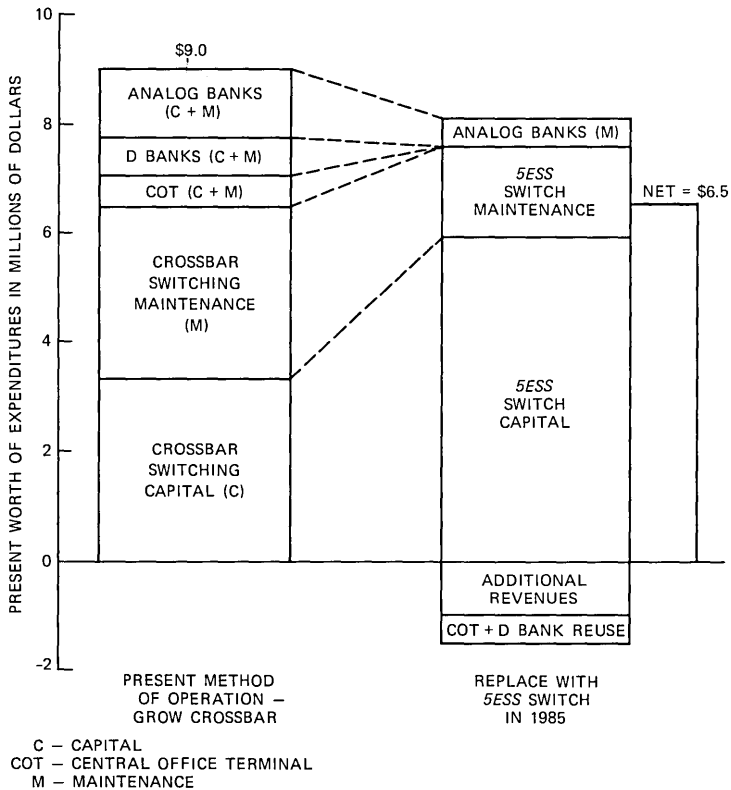 PRESENT WORTH OF EXPENDITURES IN MILLIONS OF DOLLARS
10
8
6
4
2
0
-2
$9.0
ANALOG BANKS
(C + M)
D BANKS (C + M)
COT (C + M)
CROSSBAR
SWITCHING
MAINTENANCE
(M)
CROSSBAR
SWITCHING
CAPITAL (C)
ANALOG BANKS (M)
5ESS
SWITCH
MAINTENANCE
5ESS
SWITCH
CAPITAL
ADDITIONAL
REVENUES
COT + D BANK REUSE
NET = $6.5
PRESENT METHOD
OF OPERATION –
GROW CROSSBAR
REPLACE WITH
5ESS SWITCH
IN 1985
C – CAPITAL
COT – CENTRAL OFFICE TERMINAL
M – MAINTENANCE